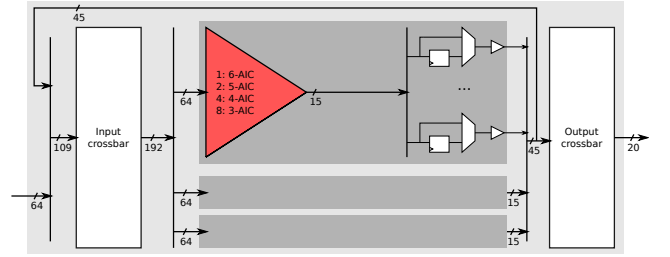 45
1: 6-AIC
2: 5-AIC
4: 4-AIC
8: 3-AIC
64
15
...
Input
crossbar
Output
crossbar
109
192
45
20
64
64
15
64
15